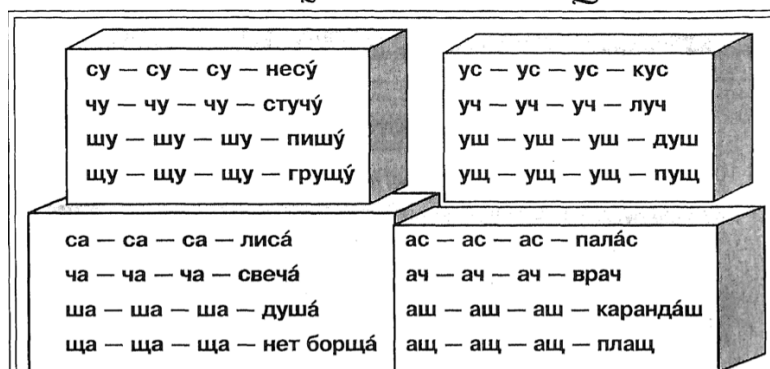 су — су — су — несу́
чу — чу — чу — стучу́
шу — шу — шу — пишу́
щу — щу — щу — грущу́
ус — ус — ус — кус
уч — уч — уч — луч
уш — уш — уш — душ
ущ — ущ — ущ — пущ
са — са — са — лиса́
ча — ча — ча — свеча́
ша — ша — ша — душа́
ща — ща — ща — нет борща́
ас — ас — ас — пала́с
ач — ач — ач — врач
аш — аш — аш — каранда́ш
ащ — ащ — ащ — плащ